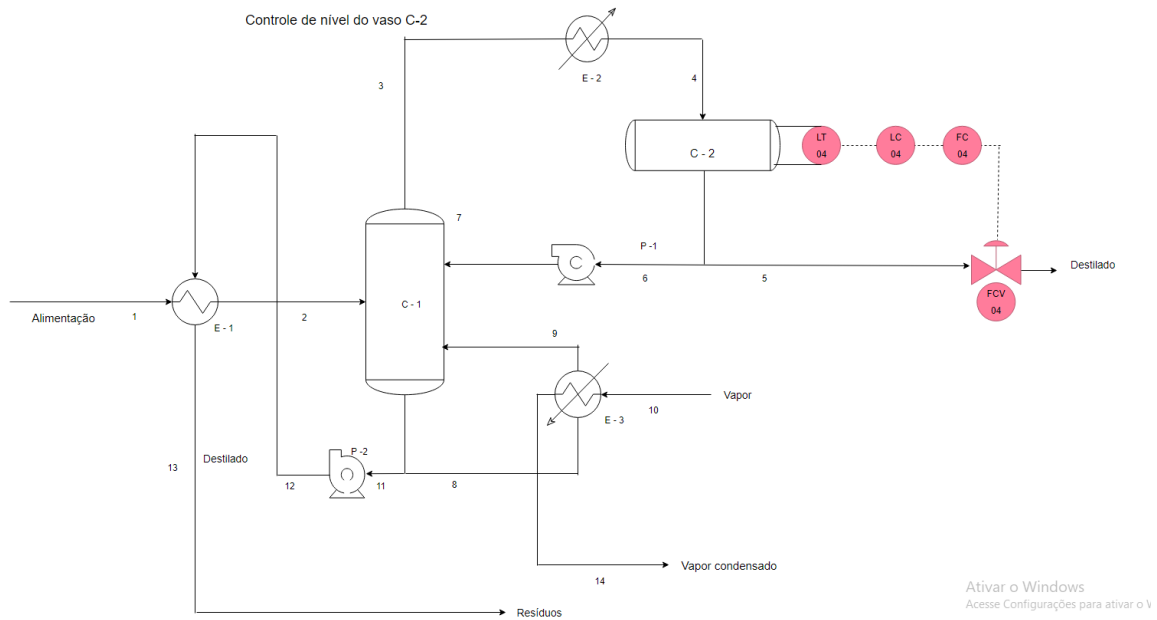 Controle de nível do vaso C-2
E - 2
3
4
LT
04
LC
04
FC
04
C - 2
7
P -1
6
5
Destilado
FCV
04
Alimentação
1
E - 1
2
C - 1
9
Vapor
10
E - 3
P -2
13
Destilado
12
11
8
14
Vapor condensado
Resíduos
Ativar o Windows
Acesse Configurações para ativar o W